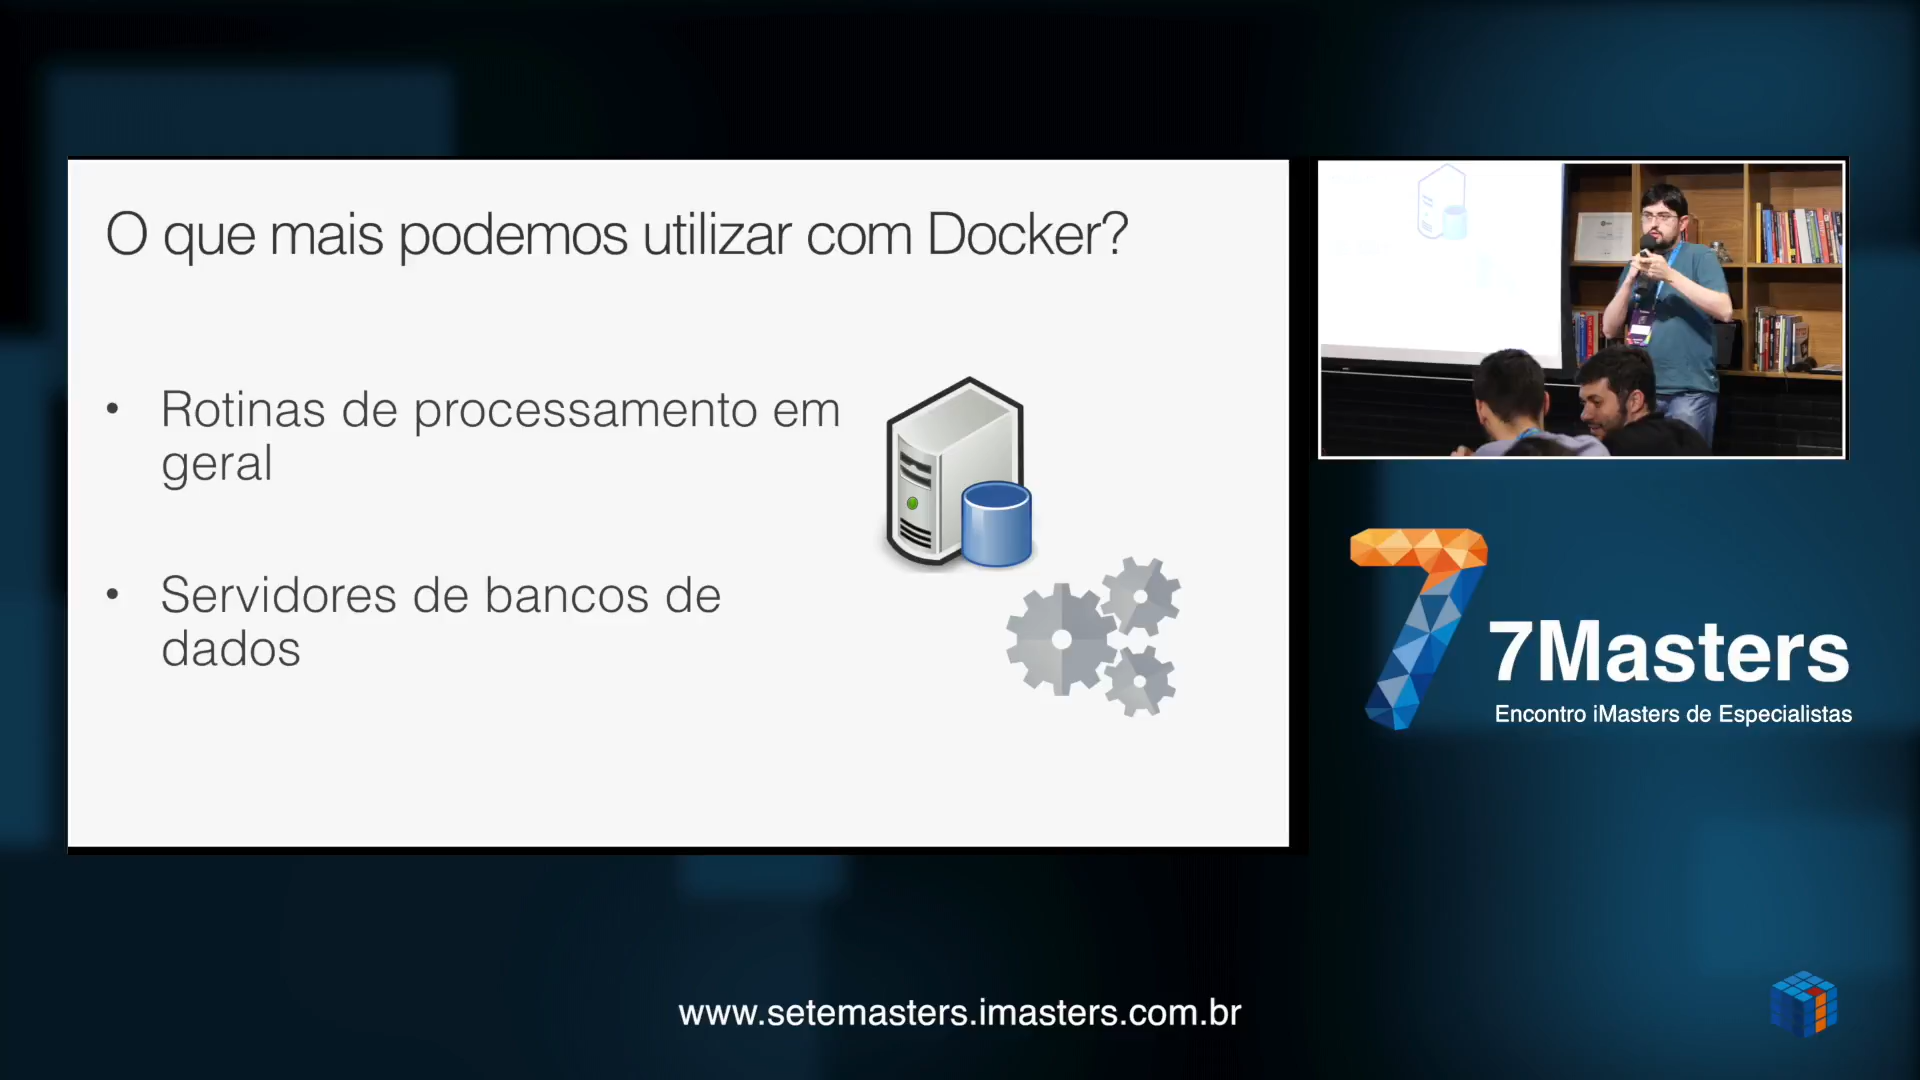 O que mais podemos utilizar com Docker?
• Rotinas de processamento em
geral
• Servidores de bancos de
dados
7Masters
Encontro iMasters de Especialistas
www.setemasters.imasters.com.br